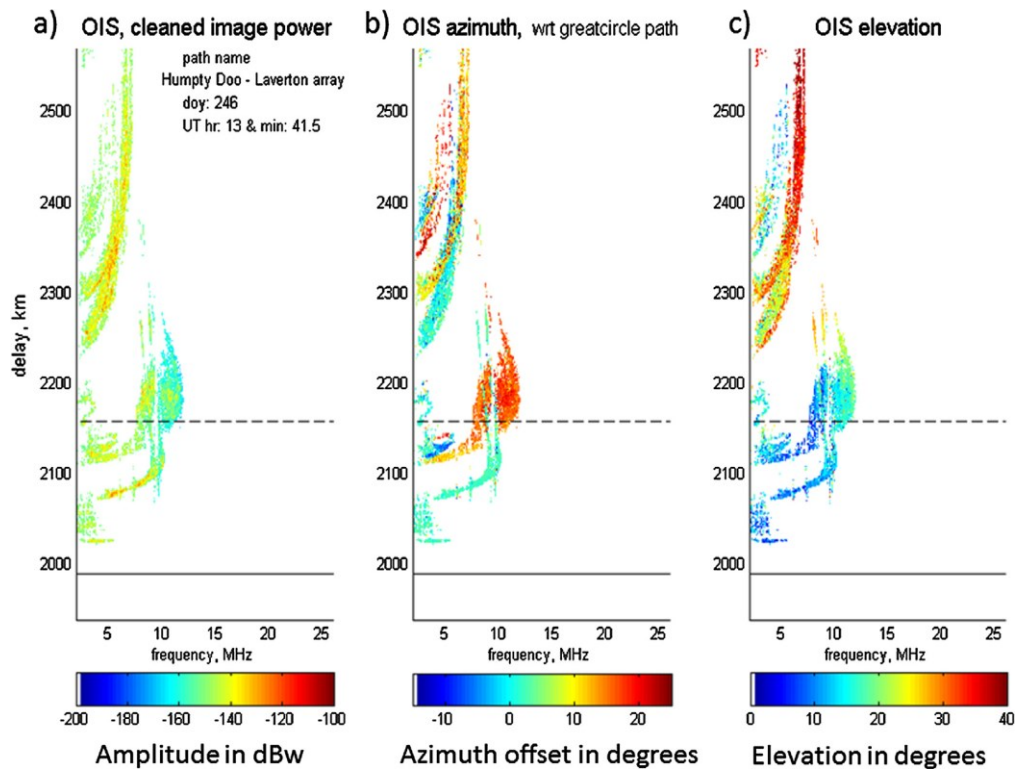 a) OIS, cleaned image power
b) OIS azimuth, wrt greatcircle path
c) OIS elevation
path name
Humpty Doo - Laverton array
doy: 246
UT hr: 13 & min: 41.5
delay, km
2500
2400
2300
2200
2100
2000
5 10 15 20 25
frequency, MHz
-200 -180 -160 -140 -120 -100
Amplitude in dBw
2500
2400
2300
2200
2100
2000
5 10 15 20 25
frequency, MHz
-10 0 10 20
Azimuth offset in degrees
2500
2400
2300
2200
2100
2000
5 10 15 20 25
frequency, MHz
0 10 20 30 40
Elevation in degrees